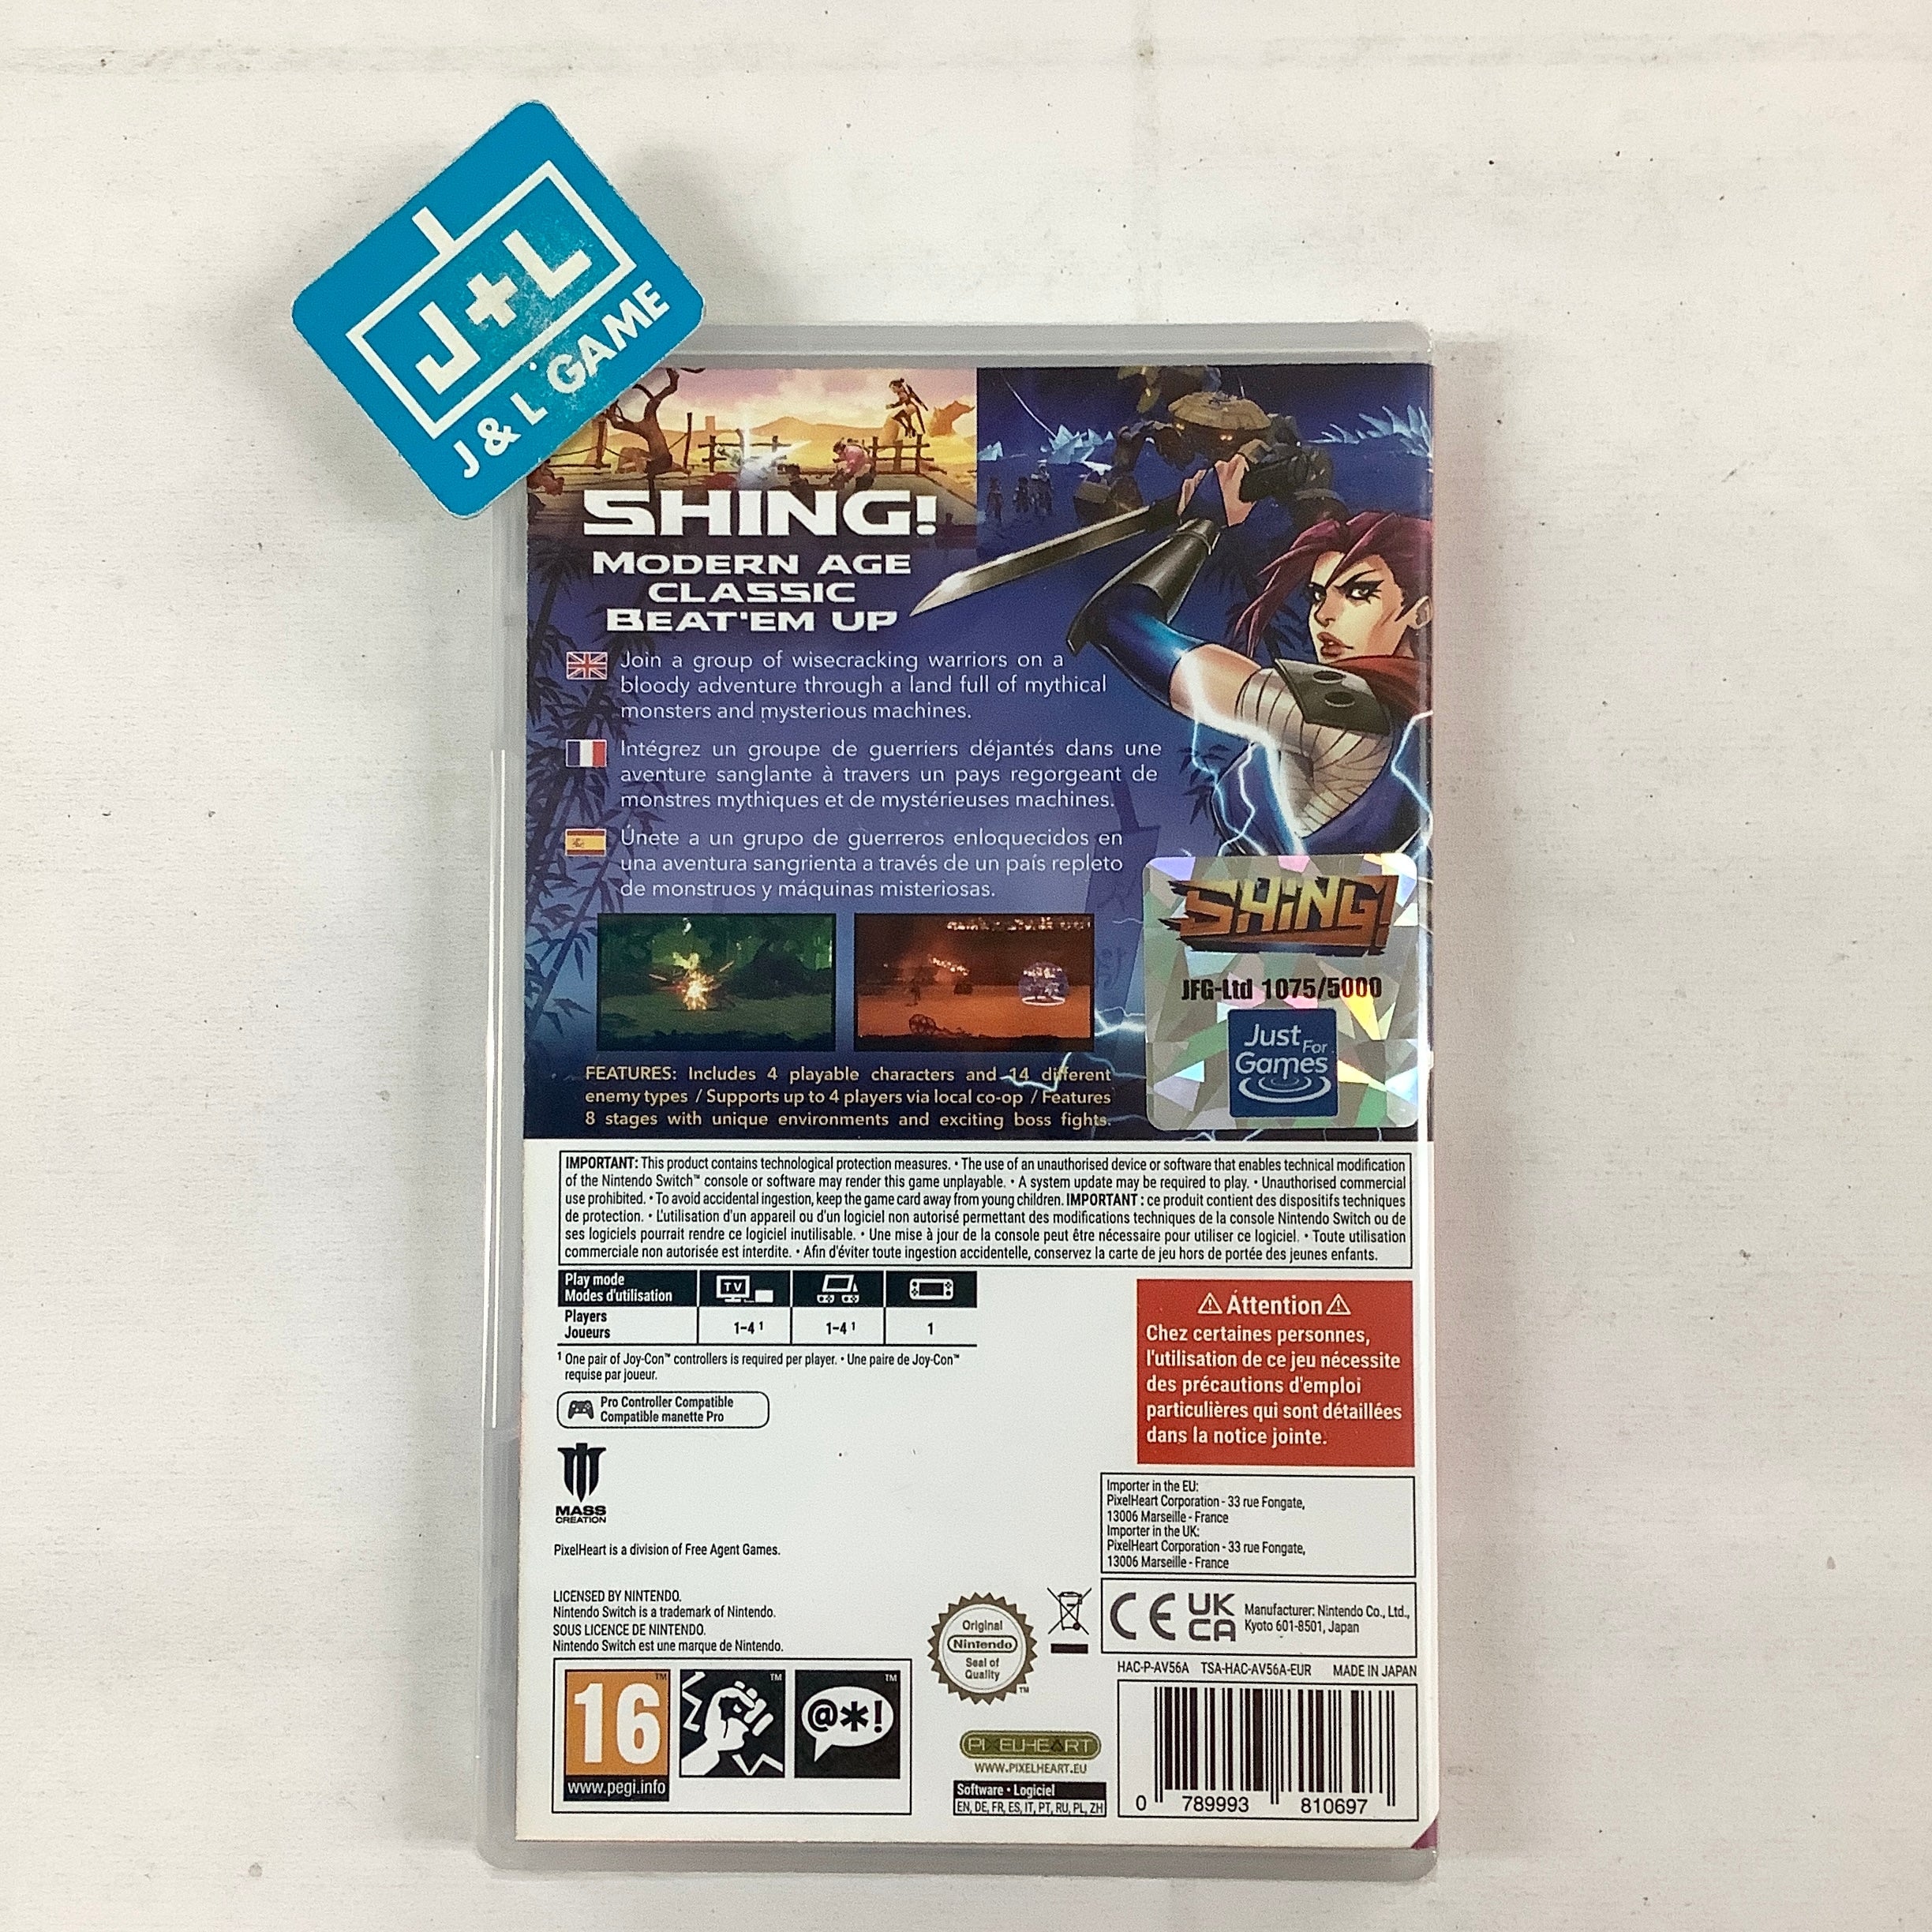 J+L
J & L GAME
SHING!
MODERN AGE
CLASSIC
BEAT'EM UP
Join a group of wisecracking warriors on a
bloody adventure through a land full of mythical
monsters and mysterious machines.
Intégrez un groupe de guerriers déjantés dans une
aventure sanglante à travers un pays regorgeant de
monstres mythiques et de mystérieuses machines.
Únete a un grupo de guerreros enloquecidos en
una aventura sangrienta a través de un país repleto
de monstruos y máquinas misteriosas.
SHiNG!
JFG-Ltd 1075/5000
Just
For
Games
FEATURES: Includes 4 playable characters and 14 different
enemy types / Supports up to 4 players via local co-op / Features
8 stages with unique environments and exciting boss fights.
IMPORTANT: This product contains technological protection measures. • The use of an unauthorised device or software that enables technical modification
of the Nintendo Switch™ console or software may render this game unplayable. • A system update may be required to play. • Unauthorised commercial
use prohibited. • To avoid accidental ingestion, keep the game card away from young children. IMPORTANT : ce produit contient des dispositifs techniques
de protection. • L'utilisation d'un appareil ou d'un logiciel non autorisé permettant des modifications techniques de la console Nintendo Switch ou de
ses logiciels pourrait rendre ce logiciel inutilisable. • Une mise à jour de la console peut être nécessaire pour utiliser ce logiciel. • Toute utilisation
commerciale non autorisée est interdite. • Afin d'éviter toute ingestion accidentelle, conservez la carte de jeu hors de portée des jeunes enfants.
Play mode
Modes d'utilisation
TV
Players
Joueurs
1-4 ¹
1-4 ¹
1
¹ One pair of Joy-Con™ controllers is required per player. • Une paire de Joy-Con™
requise par joueur.
Pro Controller Compatible
Compatible manette Pro
⚠ Áttention ⚠
Chez certaines personnes,
l'utilisation de ce jeu nécessite
des précautions d'emploi
particulières qui sont détaillées
dans la notice jointe.
MASS
CREATION
PixelHeart is a division of Free Agent Games.
Importer in the EU:
PixelHeart Corporation - 33 rue Fongate,
13006 Marseille - France
Importer in the UK:
PixelHeart Corporation - 33 rue Fongate,
13006 Marseille - France
LICENSED BY NINTENDO.
Nintendo Switch is a trademark of Nintendo.
SOUS LICENCE DE NINTENDO.
Nintendo Switch est une marque de Nintendo.
Original
Nintendo
Seal of
Quality
™
CE
UK
CA
Manufacturer: Nintendo Co., Ltd.,
Kyoto 601-8501, Japan
HAC-P-AV56A TSA-HAC-AV56A-EUR MADE IN JAPAN
16
™
www.pegi.info
™
@*!
™
PIXELHEART
WWW.PIXELHEART.EU
Software • Logiciel
EN, DE, FR, ES, IT, PT, RU, PL, ZH
0 789993 810697